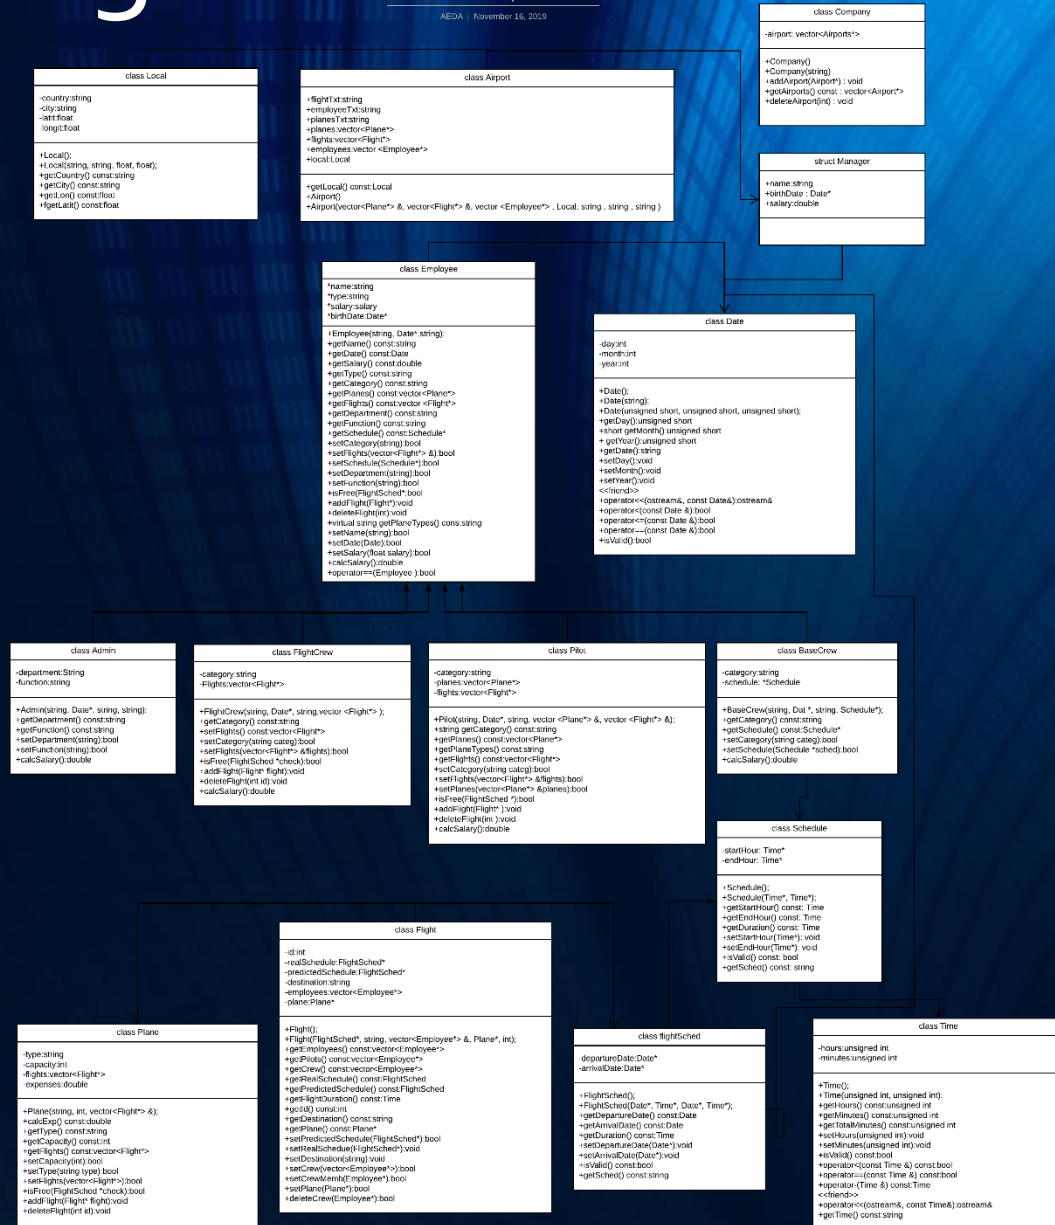 AEDA | November 16, 2019
class Company
-airport: vector<Airports*>
+Company()
+Company(string)
+addAirport(Airport*) : void
+getAirports() const : vector<Airport*>
+deleteAirport(int) : void
class Local
-country:string
-city:string
-latit:float
-longit:float
+Local();
+Local(string, string, float, float);
+getCountry() const:string
+getCity() const:string
+getLon() const:float
+fgetLatit() const:float
class Airport
+flightTxt:string
+employeeTxt:string
+planesTxt:string
+planes:vector<Plane*>
+flights:vector<Flight*>
+employees:vector <Employee*>
+local:Local
+getLocal() const:Local
+Airport()
+Airport(vector<Plane*> &, vector<Flight*> &, vector <Employee*> , Local, string , string , string )
struct Manager
+name:string
+birthDate : Date*
+salary:double
class Employee
*name:string
*type:string
*salary:salary
*birthDate:Date*
+Employee(string, Date*,string);
+getName() const:string
+getDate() const:Date
+getSalary() const:double
+getType() const:string
+getCategory() const:string
+getPlanes() const:vector<Plane*>
+getFlights() const:vector <Flight*>
+getDepartment() const:string
+getFunction() const:string
+getSchedule() const:Schedule*
+setCategory(string):bool
+setFlights(vector<Flight*> &):bool
+setSchedule(Schedule*):bool
+setDepartment(string):bool
+setFunction(string):bool
+isFree(FlightSched*:bool
+addFlight(Flight*):void
+deleteFlight(int):void
+virtual string getPlaneTypes() cons:string
+setName(string):bool
+setDate(Date):bool
+setSalary(float salary):bool
+calcSalary():double
+operator==(Employee ):bool
class Date
-day:int
-month:int
-year:int
+Date();
+Date(string);
+Date(unsigned short, unsigned short, unsigned short);
+getDay():unsigned short
+short getMonth():unsigned short
+ getYear():unsigned short
+getDate():string
+setDay():void
+setMonth():void
+setYear():void
<<friend>>
+operator<<(ostream&, const Date&):ostream&
+operator<(const Date &):bool
+operator<=(const Date &):bool
+operator==(const Date &):bool
+isValid():bool
class Admin
-department:String
-function:string
+Admin(string, Date*, string, string):
+getDepartment() const:string
+getFunction() const:string
+setDepartment(string):bool
+setFunction(string):bool
+calcSalary():double
class FlightCrew
-category:string
-Flights:vector<Flight*>
+FlightCrew(string, Date*, string,vector <Flight*> );
+getCategory() const:string
+setFlights() const:vector<Flight*>
+setCategory(string categ):bool
+setFlights(vector<Flight*> &flights):bool
+isFree(FlightSched *check):bool
+addFlight(Flight* flight):void
+deleteFlight(int id):void
+calcSalary():double
class Pilot
-category:string
-planes:vector<Plane*>
-flights:vector<Flight*>
+Pilot(string, Date*, string, vector <Plane*> &, vector <Flight*> &);
+string getCategory() const:string
+getPlanes() const:vector<Plane*>
+getPlaneTypes() const:string
+getFlights() const:vector<Flight*>
+setCategory(string categ):bool
+setFlights(vector<Flight*> &flights):bool
+setPlanes(vector<Plane*> &planes):bool
+isFree(FlightSched *):bool
+addFlight(Flight* ):void
+deleteFlight(int ):void
+calcSalary():double
class BaseCrew
-category:string
-schedule: *Schedule
+BaseCrew(string, Dat *, string, Schedule*);
+getCategory() const:string
+getSchedule() const:Schedule*
+setCategory(string categ):bool
+setSchedule(Schedule *sched):bool
+calcSalary():double
class Schedule
-startHour: Time*
-endHour: Time*
+Schedule();
+Schedule(Time*, Time*);
+getStartHour() const: Time
+getEndHour() const: Time
+getDuration() const: Time
+setStartHour(Time*): void
+setEndHour(Time*): void
+isValid() const: bool
+getSched() const: string
class Flight
-id:int
-realSchedule:FlightSched*
-predictedSchedule:FlightSched*
-destination:string
-employees:vector<Employee*>
-plane:Plane*
+Flight();
+Flight(FlightSched*, string, vector<Employee*> &, Plane*, int);
+getEmployees() const:vector<Employee*>
+getPilots() const:vector<Employee*>
+getCrew() const:vector<Employee*>
+getRealSchedule() const:FlightSched
+getPredictedSchedule() const:FlightSched
+getFlightDuration() const:Time
+getId() const:int
+getDestination() const:string
+getPlane() const:Plane*
+setPredictedSchedule(FlightSched*):bool
+setRealSchedue(FlightSched*):void
+setDestination(string):void
+setCrew(vector<Employee*>):bool
+setCrewMemb(Employee*):bool
+setPlane(Plane*):bool
+deleteCrew(Employee*):bool
class Plane
-type:string
-capacity:int
-flights:vector<Flight*>
-expenses:double
+Plane(string, int, vector<Flight*> &);
+calcExp() const:double
+getType() const:string
+getCapacity() const:int
+getFlights() const:vector<Flight*>
+setCapacity(int):bool
+setType(string type):bool
+setFlights(vector<Flight*>):bool
+isFree(FlightSched *check):bool
+addFlight(Flight* flight):void
+deleteFlight(int id):void
class flightSched
-departureDate:Date*
-arrivalDate:Date*
+FlightSched();
+FlightSched(Date*, Time*, Date*, Time*);
+getDepartureDate() const:Date
+getArrivalDate() const:Date
+getDuration() const:Time
+setDepartureDate(Date*):void
+setArrivalDate(Date*):void
+isValid() const:bool
+getSched() const:string
class Time
-hours:unsigned int
-minutes:unsigned int
+Time();
+Time(unsigned int, unsigned int):
+getHours() const:unsigned int
+getMinutes() const:unsigned int
+getTotalMinutes() const:unsigned int
+setHours(unsigned int):void
+setMinutes(unsigned int):void
+isValid() const:bool
+operator<(const Time &) const:bool
+operator==(const Time &) const:bool
+operator-(Time &) const:Time
<<friend>>
+operator<<(ostream&, const Time&):ostream&
+getTime() const:string